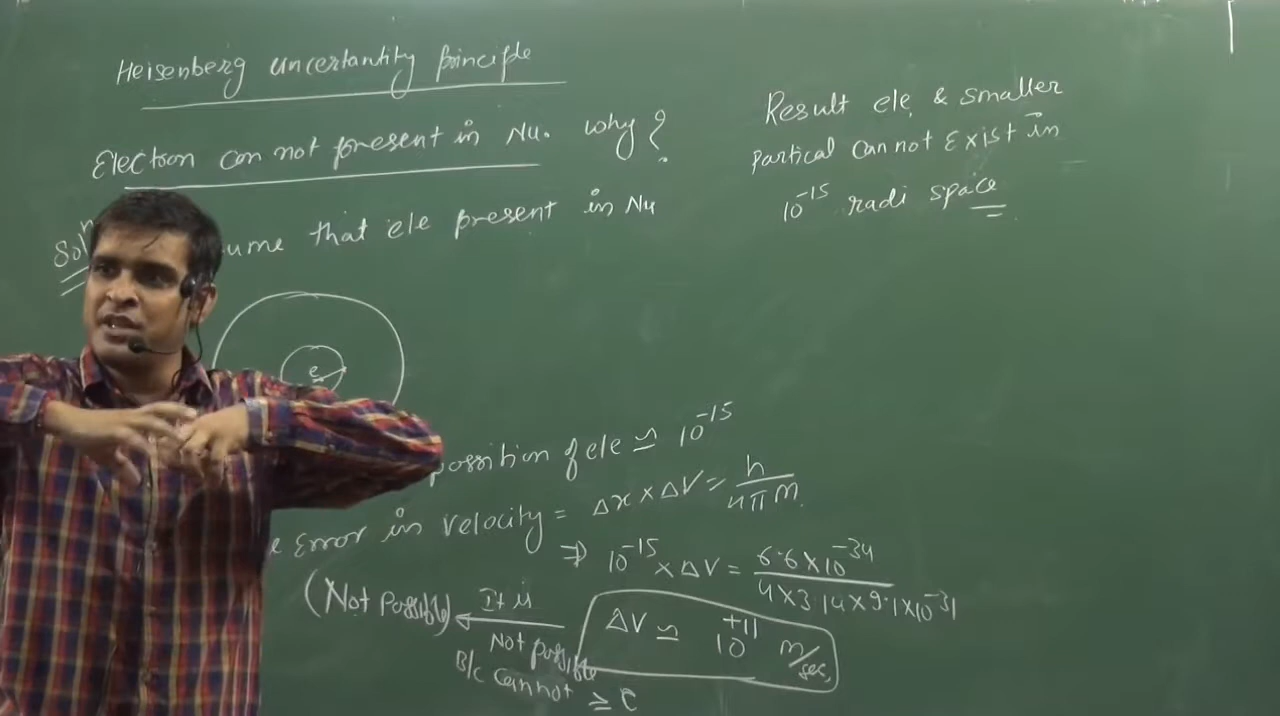 Heisenberg uncertantity principle
Electron can not present in Nu. why?
Sol
ume that ele present in Nu
e
possition of ele ≃ 10⁻¹⁵
Error in velocity = Δx × ΔV = h/4πm
⇒ 10⁻¹⁵ × ΔV = 6.6×10⁻³⁴/4×3.14×9.1×10⁻³¹
ΔV ≃ 10⁺¹¹ m/sec.
It is
Not possible
(Not Possible)
B/c cannot ≥ C
Result ele & smaller
partical cannot Exist in
10⁻¹⁵ radi space